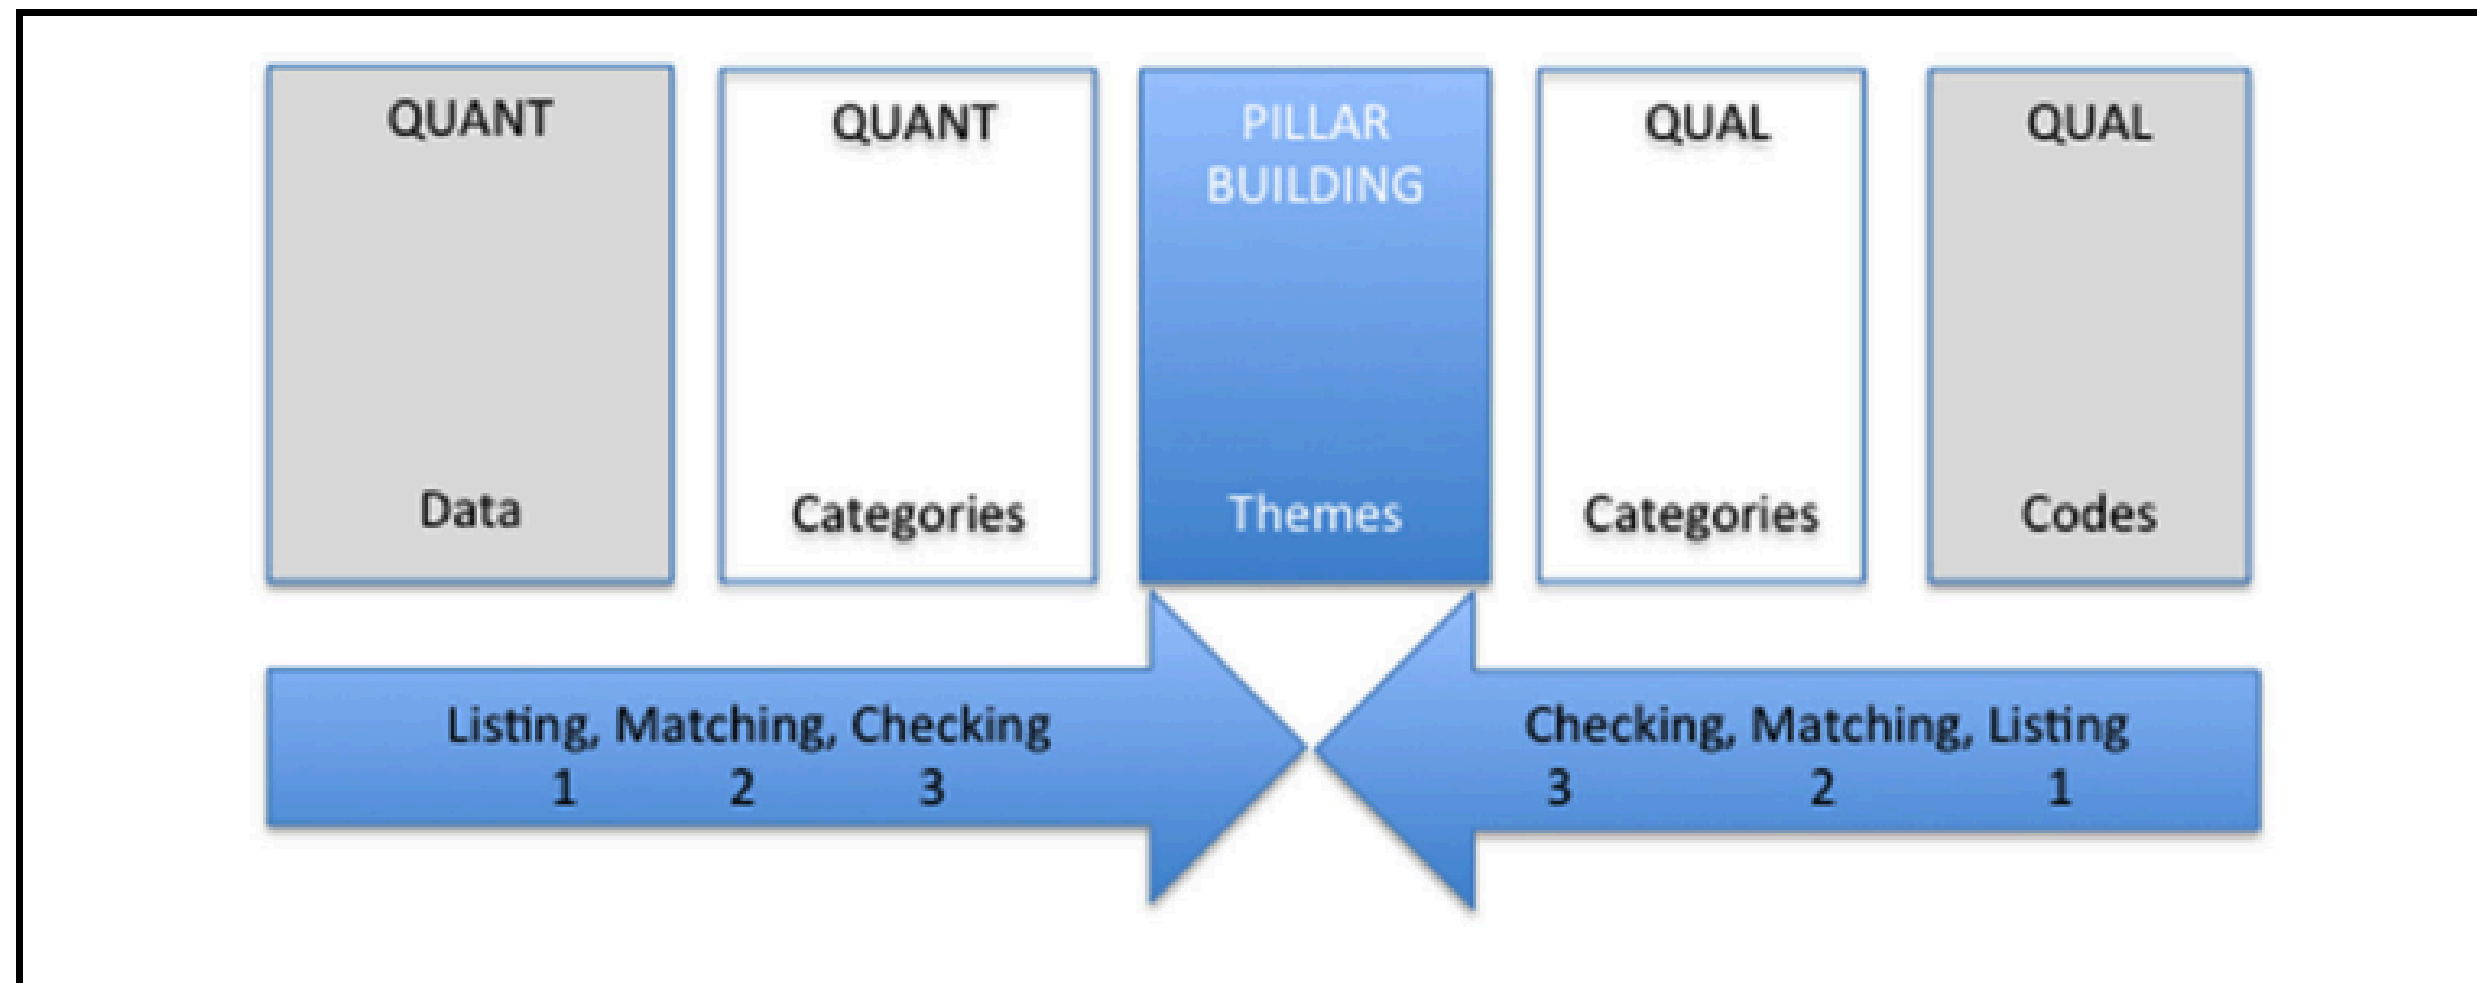 QUANT
Data
QUANT
Categories
PILLAR
BUILDING
Themes
QUAL
Categories
QUAL
Codes
Listing, Matching, Checking
1 2 3
Checking, Matching, Listing
3 2 1